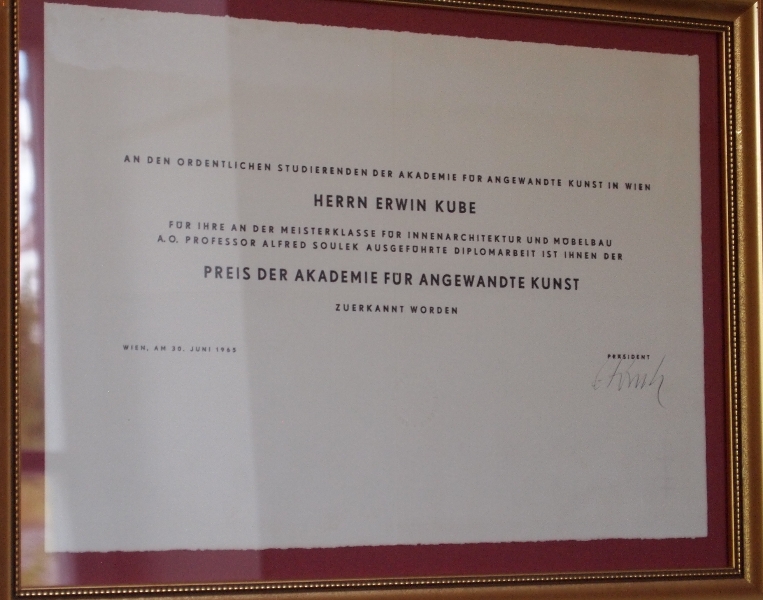 AN DEN ORDENTLICHEN STUDIERENDEN DER AKADEMIE FÜR ANGEWANDTE KUNST IN WIEN
HERRN ERWIN KUBE
FÜR IHRE AN DER MEISTERKLASSE FÜR INNENARCHITEKTUR UND MÖBELBAU
A.O. PROFESSOR ALFRED SOULEK AUSGEFÜHRTE DIPLOMARBEIT IST IHNEN DER
PREIS DER AKADEMIE FÜR ANGEWANDTE KUNST
ZUERKANNT WORDEN
WIEN, AM 30. JUNI 1965
PRÄSIDENT